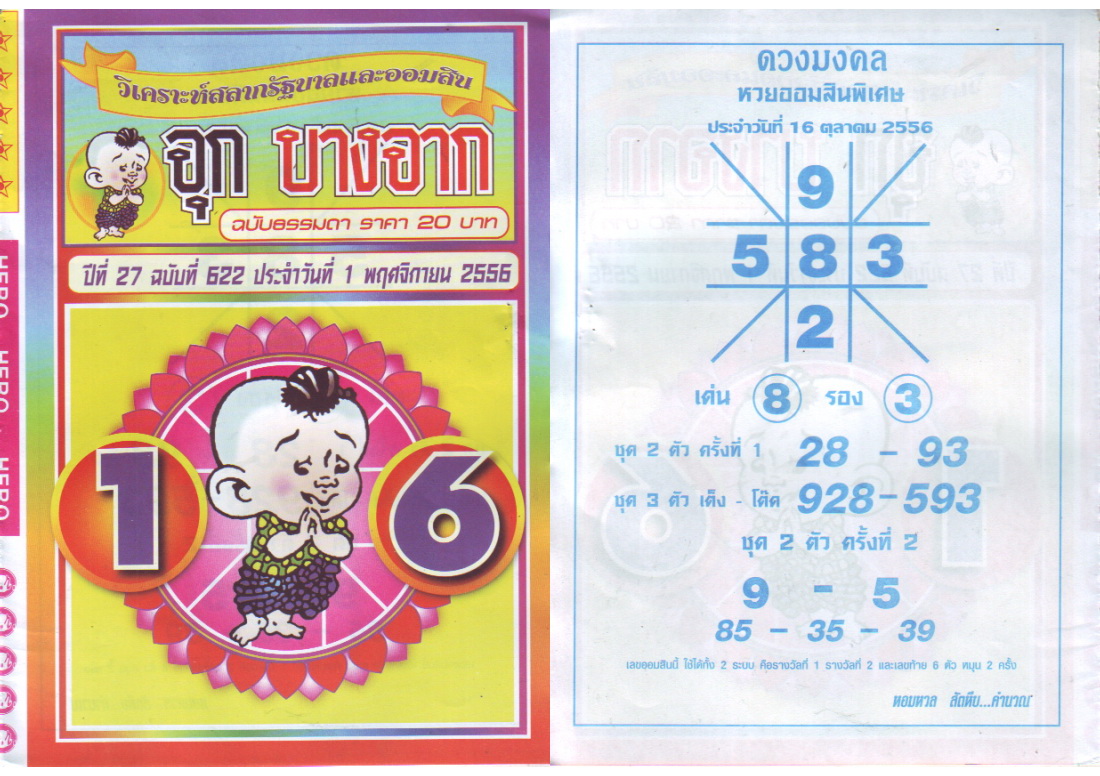 วิเคราะห์สลากรัฐบาลและออมสิน
อุก ขางอาก
ฉบับธรรมดา ราคา 20 บาท
ปีที่ 27 ฉบับที่ 622 ประจำวันที่ 1 พฤศจิกายน 2556
1 6
HERO HERO HERO
ดวงมงคล
หวยออมสินพิเศษ
ประจำวันที่ 16 ตุลาคม 2556
9
5 8 3
2
เด่น 8 รอง 3
ชุด 2 ตัว ครั้งที่ 1 28 - 93
ชุด 3 ตัว เต็ง - โต๊ด 928-593
ชุด 2 ตัว ครั้งที่ 2
9 - 5
85 - 35 - 39
เลขออมสินนี้ ใช้ได้ทั้ง 2 ระบบ คือรางวัลที่ 1 รางวัลที่ 2 และเลขท้าย 6 ตัว หมุน 2 ครั้ง
หอมหวล สัตหีบ...คำนวณ